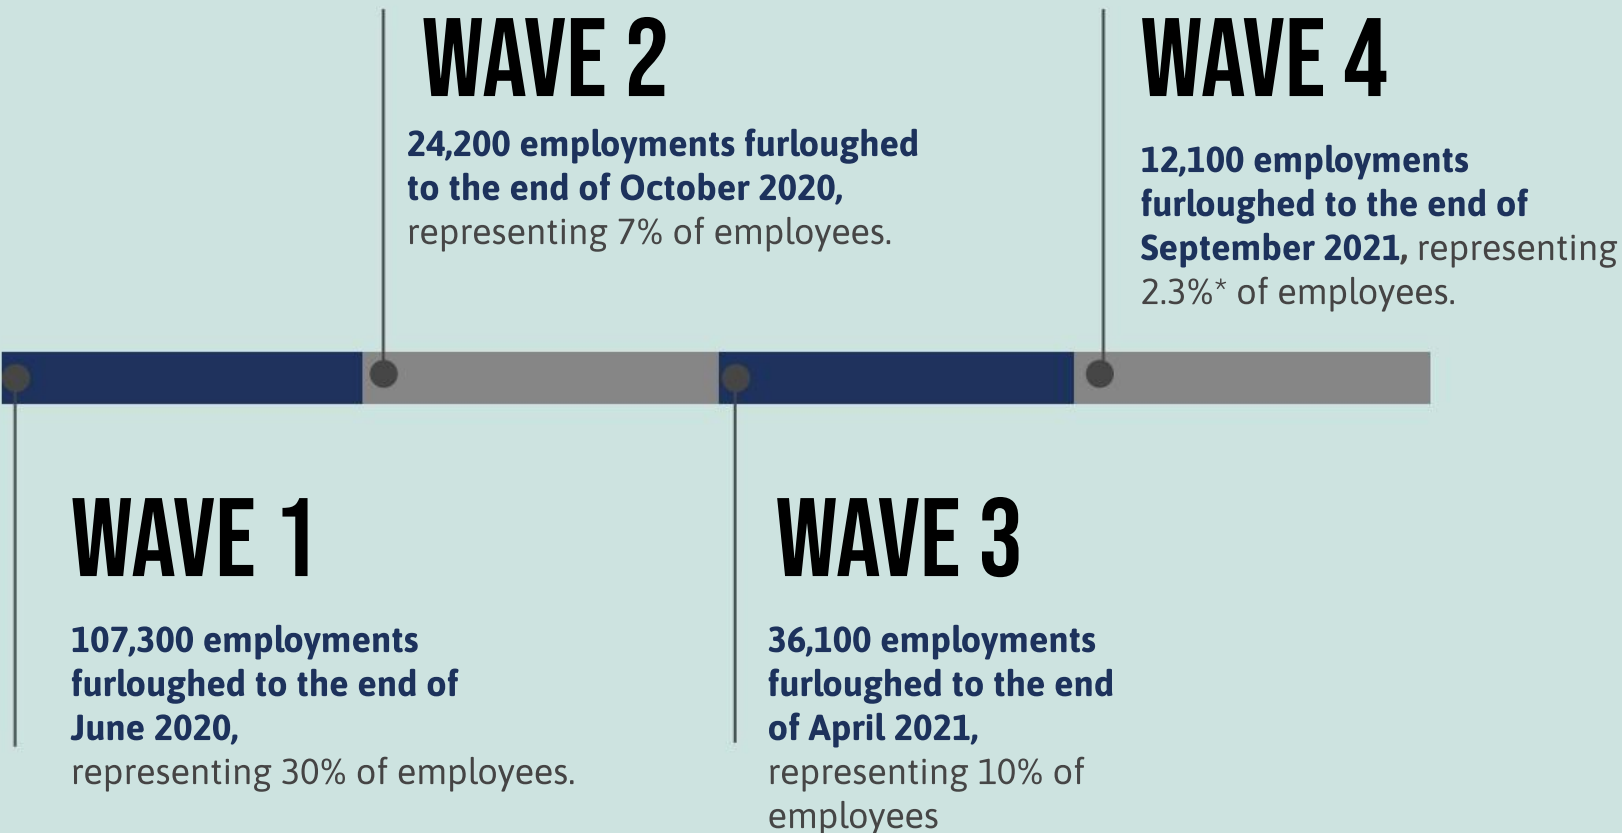 WAVE 2
24,200 employments furloughed
to the end of October 2020,
representing 7% of employees.
WAVE 4
12,100 employments
furloughed to the end of
September 2021, representing
2.3%* of employees.
WAVE 1
107,300 employments
furloughed to the end of
June 2020,
representing 30% of employees.
WAVE 3
36,100 employments
furloughed to the end
of April 2021,
representing 10% of
employees